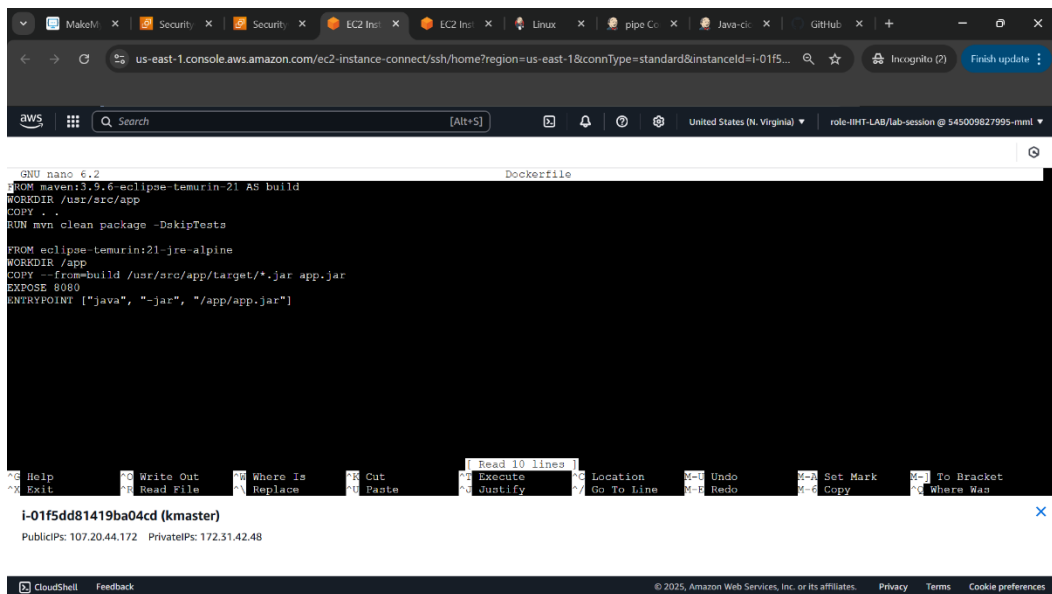 MakeMy
Security
Security
EC2 Inst
EC2 Inst
Linux
pipe Co
Java-cic
GitHub
us-east-1.console.aws.amazon.com/ec2-instance-connect/ssh/home?region=us-east-1&connType=standard&instanceId=i-01f5...
Incognito (2)
Finish update
aws
Search
[Alt+S]
United States (N. Virginia)
role-IIHT-LAB/lab-session @ 545009827995-mml
GNU nano 6.2 Dockerfile
FROM maven:3.9.6-eclipse-temurin-21 AS build
WORKDIR /usr/src/app
COPY . .
RUN mvn clean package -DskipTests
FROM eclipse-temurin:21-jre-alpine
WORKDIR /app
COPY --from=build /usr/src/app/target/*.jar app.jar
EXPOSE 8080
ENTRYPOINT ["java", "-jar", "/app/app.jar"]
[ Read 10 lines ]
^G Help ^O Write Out ^W Where Is ^K Cut ^T Execute ^C Location M-U Undo M-A Set Mark M-] To Bracket
^X Exit ^R Read File ^\ Replace ^U Paste ^J Justify ^/ Go To Line M-E Redo M-6 Copy ^Q Where Was
i-01f5dd81419ba04cd (kmaster)
PublicIPs: 107.20.44.172 PrivateIPs: 172.31.42.48
CloudShell Feedback © 2025, Amazon Web Services, Inc. or its affiliates. Privacy Terms Cookie preferences